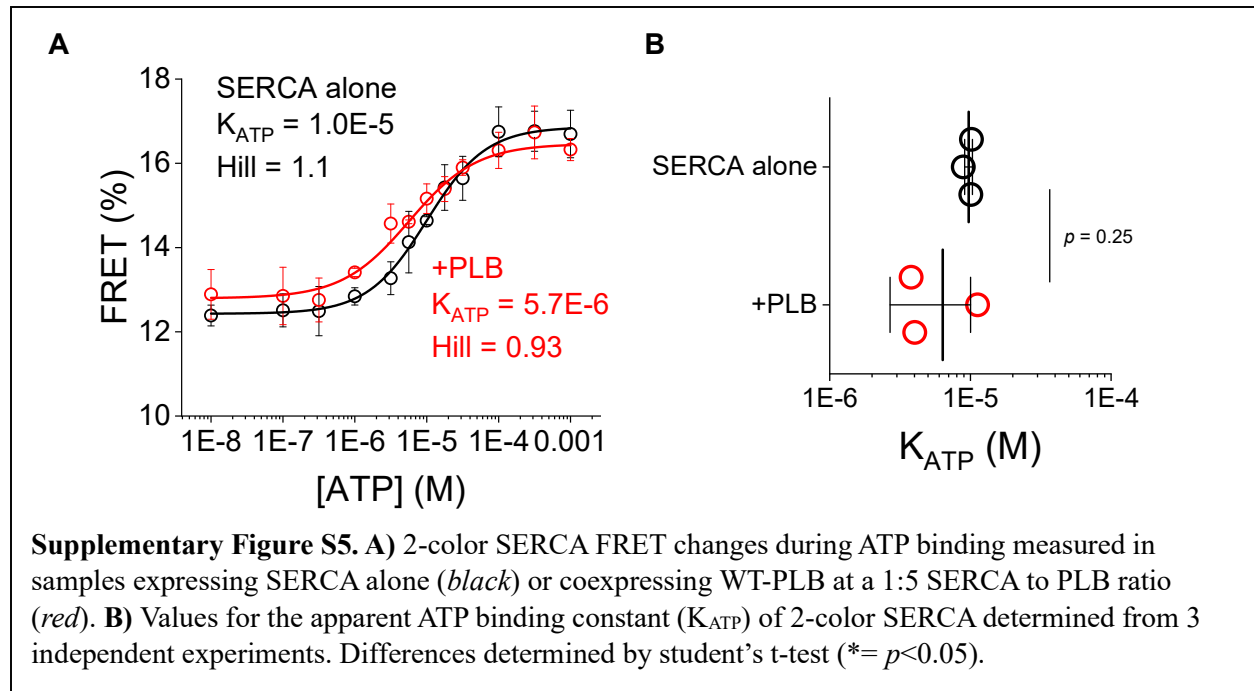 A
B
SERCA alone
K_ATP = 1.0E-5
Hill = 1.1
+PLB
K_ATP = 5.7E-6
Hill = 0.93
FRET (%)
18
16
14
12
10
1E-8 1E-7 1E-6 1E-5 1E-4 0.001
[ATP] (M)
SERCA alone
+PLB
p = 0.25
1E-6 1E-5 1E-4
K_ATP (M)
Supplementary Figure S5. A) 2-color SERCA FRET changes during ATP binding measured in
samples expressing SERCA alone (black) or coexpressing WT-PLB at a 1:5 SERCA to PLB ratio
(red). B) Values for the apparent ATP binding constant (K_ATP) of 2-color SERCA determined from 3
independent experiments. Differences determined by student’s t-test (*= p<0.05).